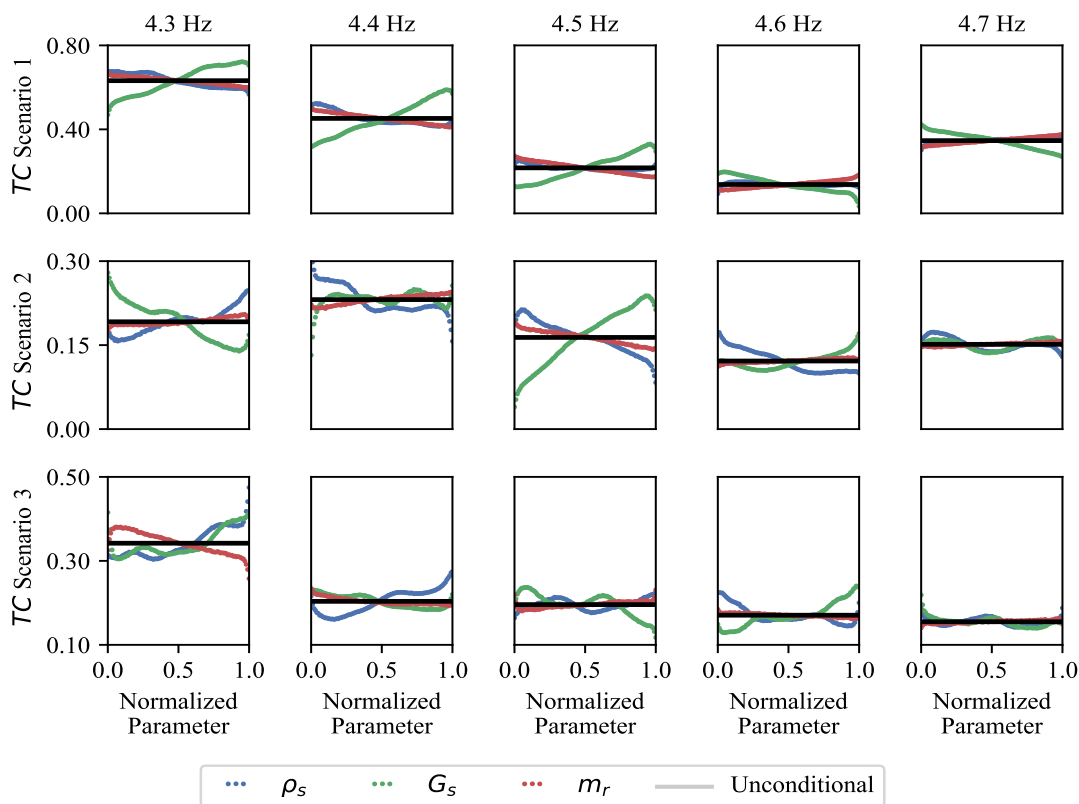 4.3 Hz 4.4 Hz 4.5 Hz 4.6 Hz 4.7 Hz
TC Scenario 1
0.80
0.40
0.00
TC Scenario 2
0.30
0.15
0.00
TC Scenario 3
0.50
0.30
0.10
0.0 0.5 1.0 0.0 0.5 1.0 0.0 0.5 1.0 0.0 0.5 1.0 0.0 0.5 1.0
Normalized Normalized Normalized Normalized Normalized
Parameter Parameter Parameter Parameter Parameter
ρ_s G_s m_r Unconditional